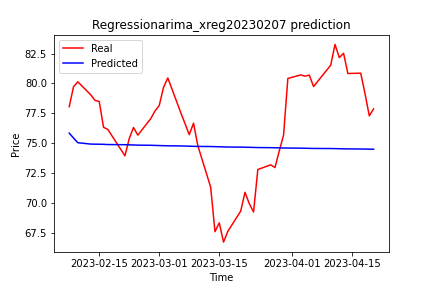 Regressionarima_xreg20230207 prediction
Real
Predicted
Price
82.5
80.0
77.5
75.0
72.5
70.0
67.5
2023-02-15 2023-03-01 2023-03-15 2023-04-01 2023-04-15
Time